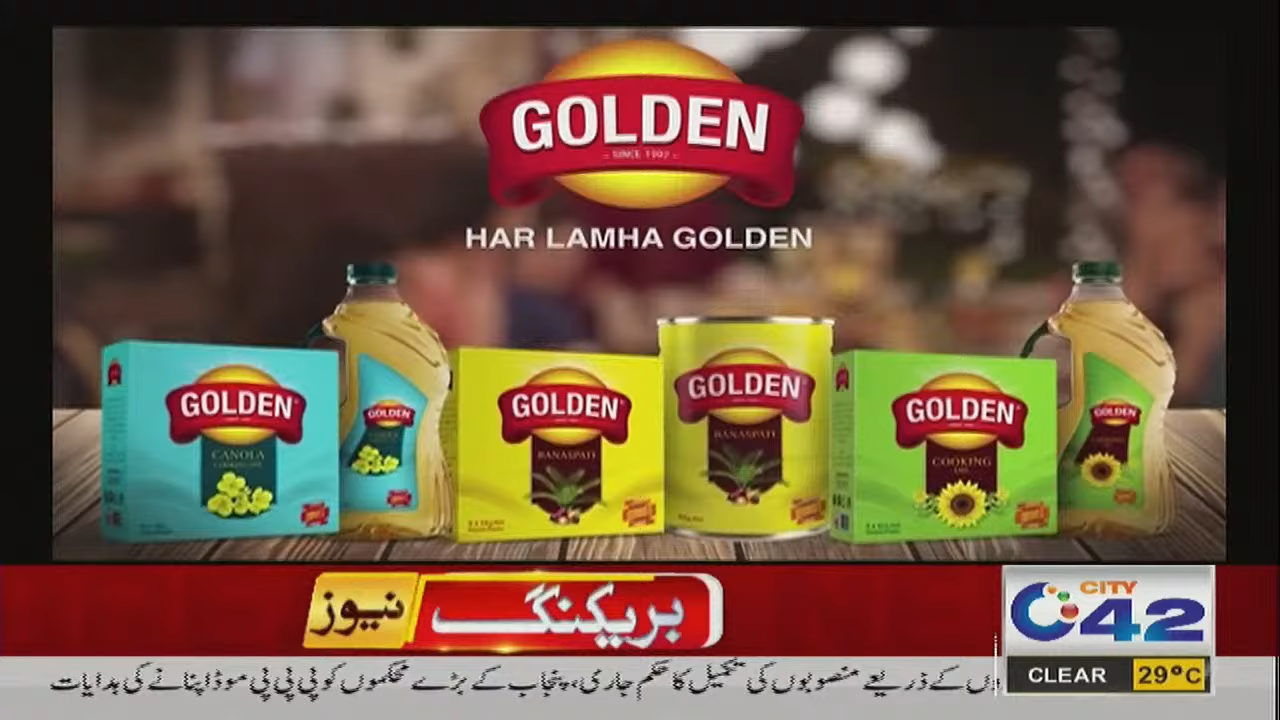 GOLDEN
HAR LAMHA GOLDEN
GOLDEN
CANOLA
GOLDEN
GOLDEN
BANASPATI
GOLDEN
BANASPATI
GOLDEN
COOKING
OIL
GOLDEN
بریکنگ نیوز
CITY
42
CLEAR 29°C
کے ذریعے منصوبوں کی تکمیل کا حکم جاری، پنجاب کے بڑے محکموں کو پی پی پی موڈ اپنانے کی ہدایات